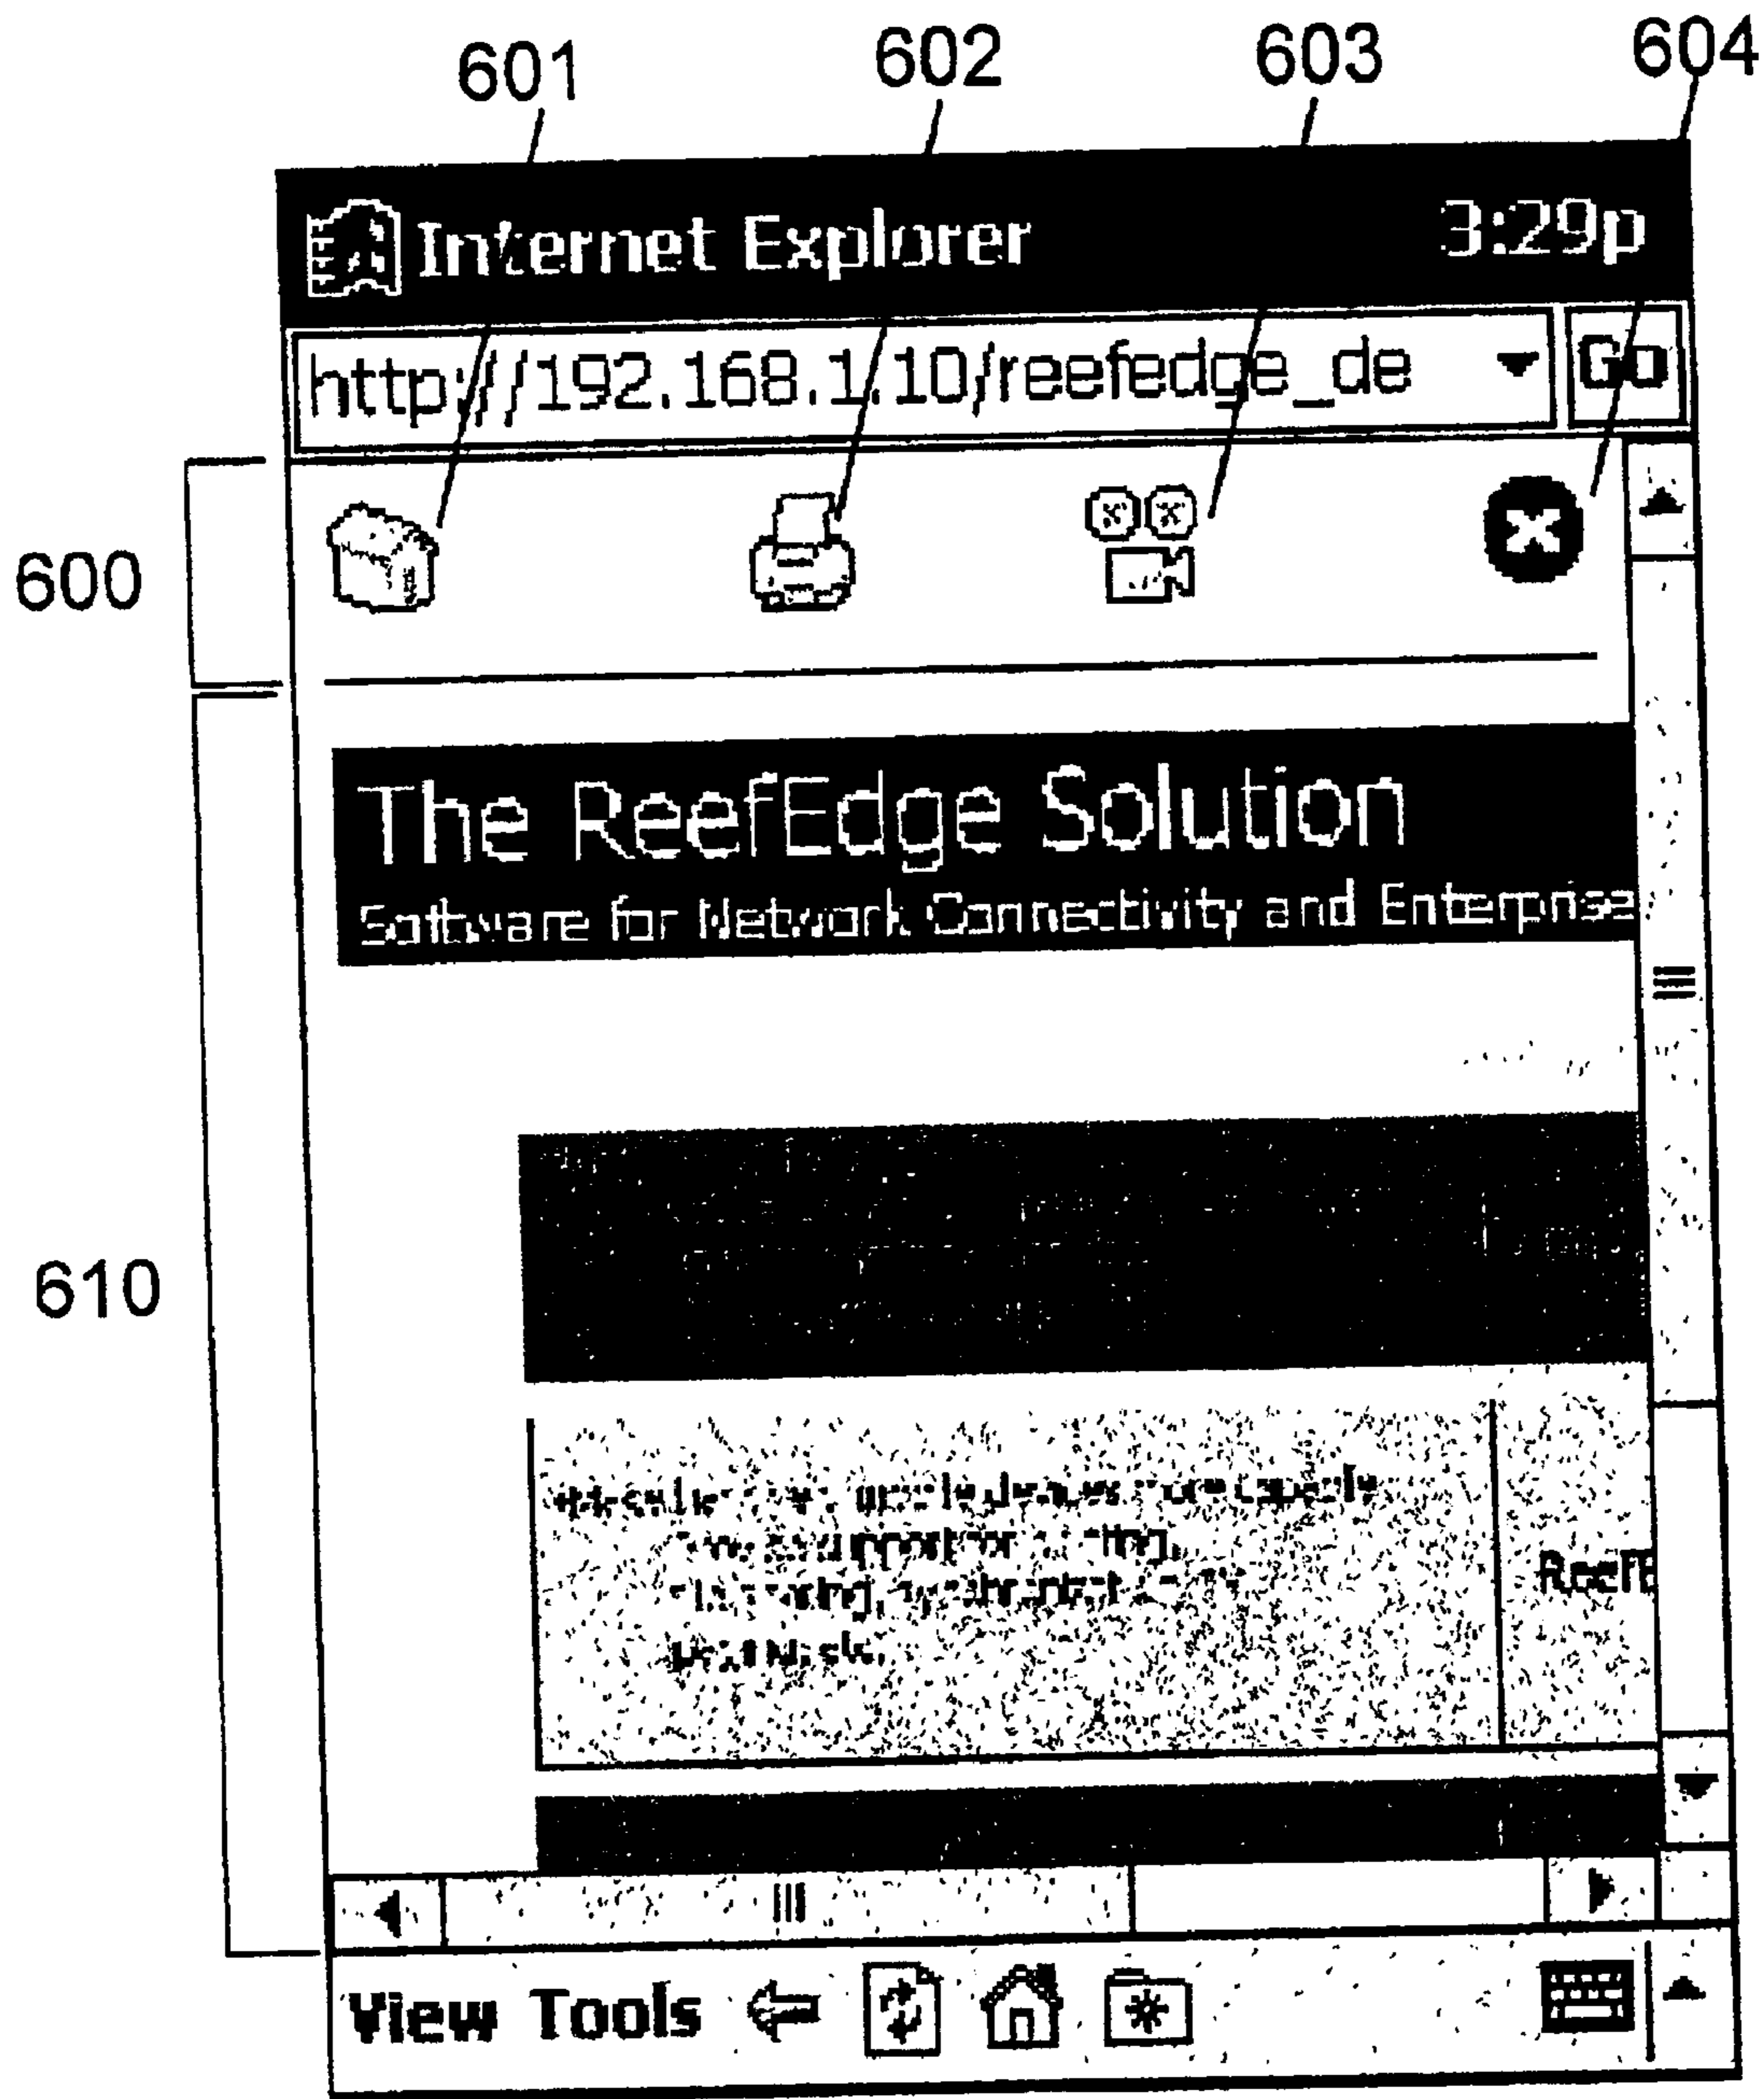 601 602 603 604
Internet Explorer 3:29p
http://192.168.1.10/reefedge_de Go
600
The ReefEdge Solution
Software for Network Connectivity and Enterprise
610
ReefE
View Tools